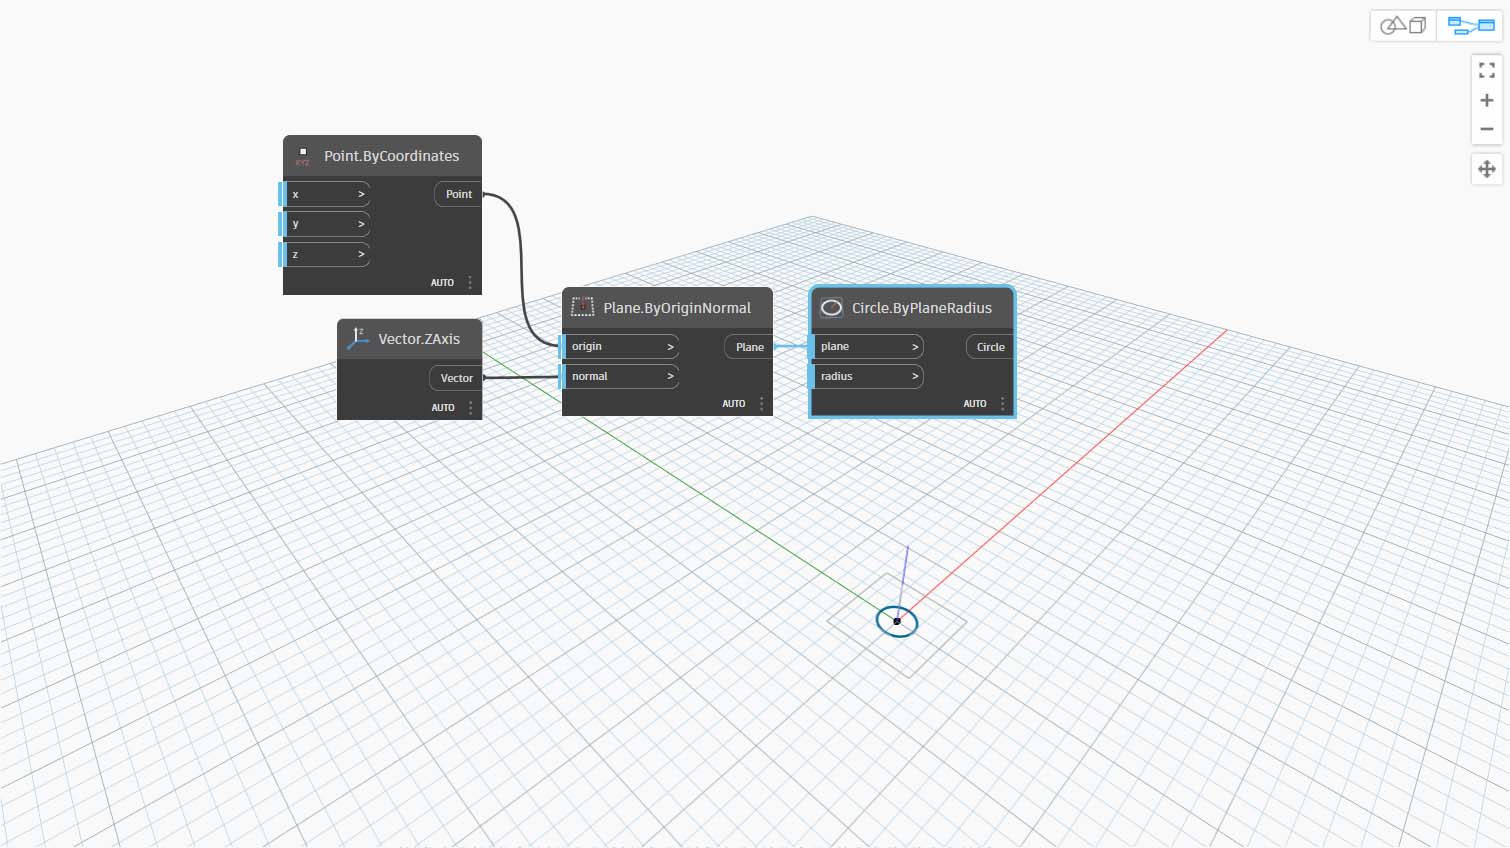 Point.ByCoordinates
XYZ
x >
Point
y >
z >
AUTO
Vector.ZAxis
Z
Vector
AUTO
Plane.ByOriginNormal
origin >
Plane
normal >
AUTO
Circle.ByPlaneRadius
plane >
Circle
radius >
AUTO